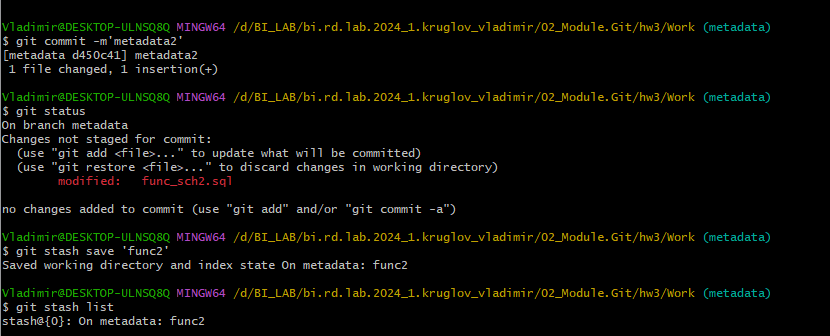 Vladimir@DESKTOP-ULNSQ8Q MINGW64 /d/BI_LAB/bi.rd.lab.2024_1.kruglov_vladimir/02_Module.Git/hw3/Work (metadata)
$ git commit -m'metadata2'
[metadata d450c41] metadata2
 1 file changed, 1 insertion(+)
Vladimir@DESKTOP-ULNSQ8Q MINGW64 /d/BI_LAB/bi.rd.lab.2024_1.kruglov_vladimir/02_Module.Git/hw3/Work (metadata)
$ git status
On branch metadata
Changes not staged for commit:
  (use "git add <file>..." to update what will be committed)
  (use "git restore <file>..." to discard changes in working directory)
        modified:   func_sch2.sql
no changes added to commit (use "git add" and/or "git commit -a")
Vladimir@DESKTOP-ULNSQ8Q MINGW64 /d/BI_LAB/bi.rd.lab.2024_1.kruglov_vladimir/02_Module.Git/hw3/Work (metadata)
$ git stash save 'func2'
Saved working directory and index state On metadata: func2
Vladimir@DESKTOP-ULNSQ8Q MINGW64 /d/BI_LAB/bi.rd.lab.2024_1.kruglov_vladimir/02_Module.Git/hw3/Work (metadata)
$ git stash list
stash@{0}: On metadata: func2